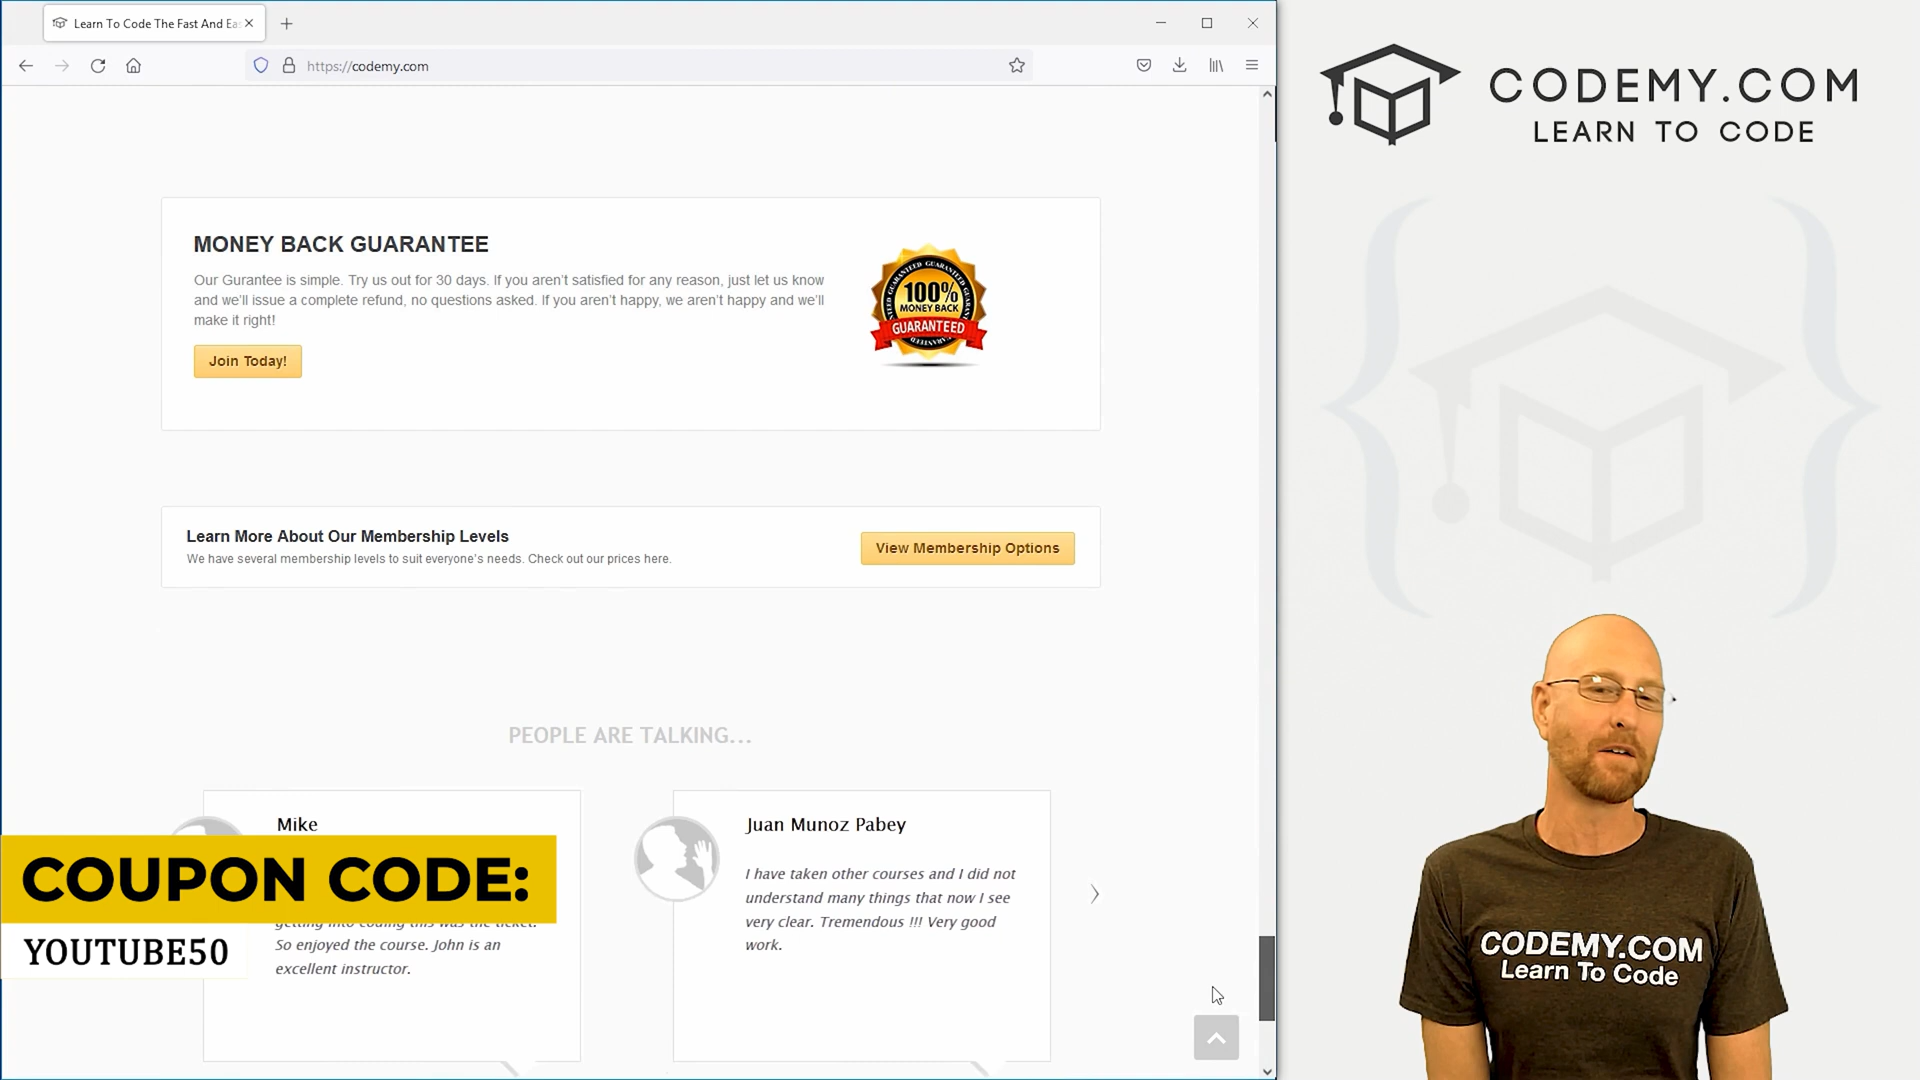 Learn To Code The Fast And Ea
https://codemy.com
CODEMY.COM
LEARN TO CODE
MONEY BACK GUARANTEE
Our Gurantee is simple. Try us out for 30 days. If you aren't satisfied for any reason, just let us know
and we'll issue a complete refund, no questions asked. If you aren't happy, we aren't happy and we'll
make it right!
Join Today!
100%
MONEY BACK
GUARANTEED
Learn More About Our Membership Levels
We have several membership levels to suit everyone's needs. Check out our prices here.
View Membership Options
PEOPLE ARE TALKING...
Mike
getting into coding this was the ticket.
So enjoyed the course. John is an
excellent instructor.
Juan Munoz Pabey
I have taken other courses and I did not
understand many things that now I see
very clear. Tremendous !!! Very good
work.
COUPON CODE:
YOUTUBE50
CODEMY.COM
Learn To Code